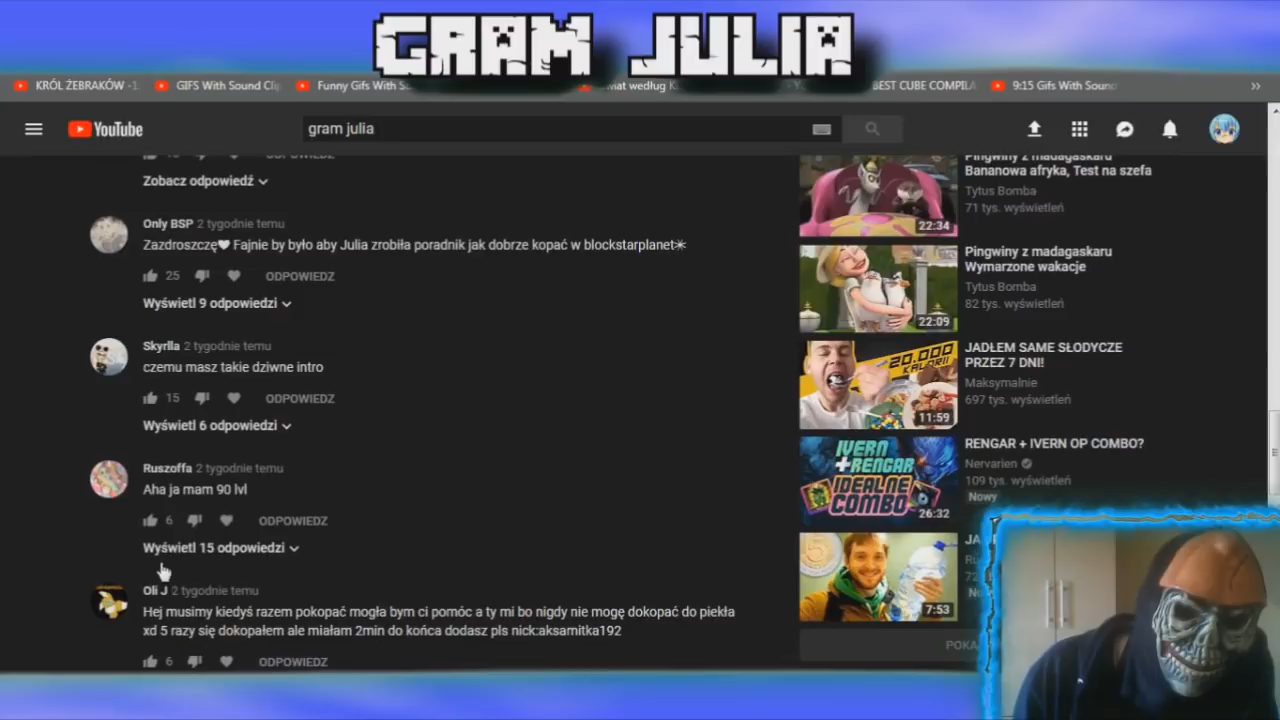 GRAM JULIA
KRÓL ŻEBRAKÓW -1
GIFS With Sound Cli
Funny Gifs With S
BEST CUBE COMPILA
9:15 Gifs With Sound
YouTube
gram julia
Zobacz odpowiedź
Only BSP 2 tygodnie temu
Zazdroszczę♥ Fajnie by było aby Julia zrobiła poradnik jak dobrze kopać w blockstarplanet✳
25 ODPOWIEDZ
Wyświetl 9 odpowiedzi
Skyrlla 2 tygodnie temu
czemu masz takie dziwne intro
15 ODPOWIEDZ
Wyświetl 6 odpowiedzi
Ruszoffa 2 tygodnie temu
Aha ja mam 90 lvl
6 ODPOWIEDZ
Wyświetl 15 odpowiedzi
Oli J 2 tygodnie temu
Hej musimy kiedyś razem pokopać mogła bym ci pomóc a ty mi bo nigdy nie mogę dokopać do piekła
xd 5 razy się dokopałem ale miałam 2min do końca dodasz pls nick:aksamitka192
6 ODPOWIEDZ
Pingwiny z madagaskaru
Bananowa afryka, Test na szefa
Tytus Bomba
71 tys. wyświetleń
22:34
Pingwiny z madagaskaru
Wymarzone wakacje
Tytus Bomba
82 tys. wyświetleń
22:09
JADŁEM SAME SŁODYCZE
PRZEZ 7 DNI!
Maksymalnie
697 tys. wyświetleń
20.000
KALORII!
11:59
RENGAR + IVERN OP COMBO?
Nervarien
109 tys. wyświetleń
Nowy
IVERN
+RENGAR
IDEALNE
COMBO
26:32
7:53